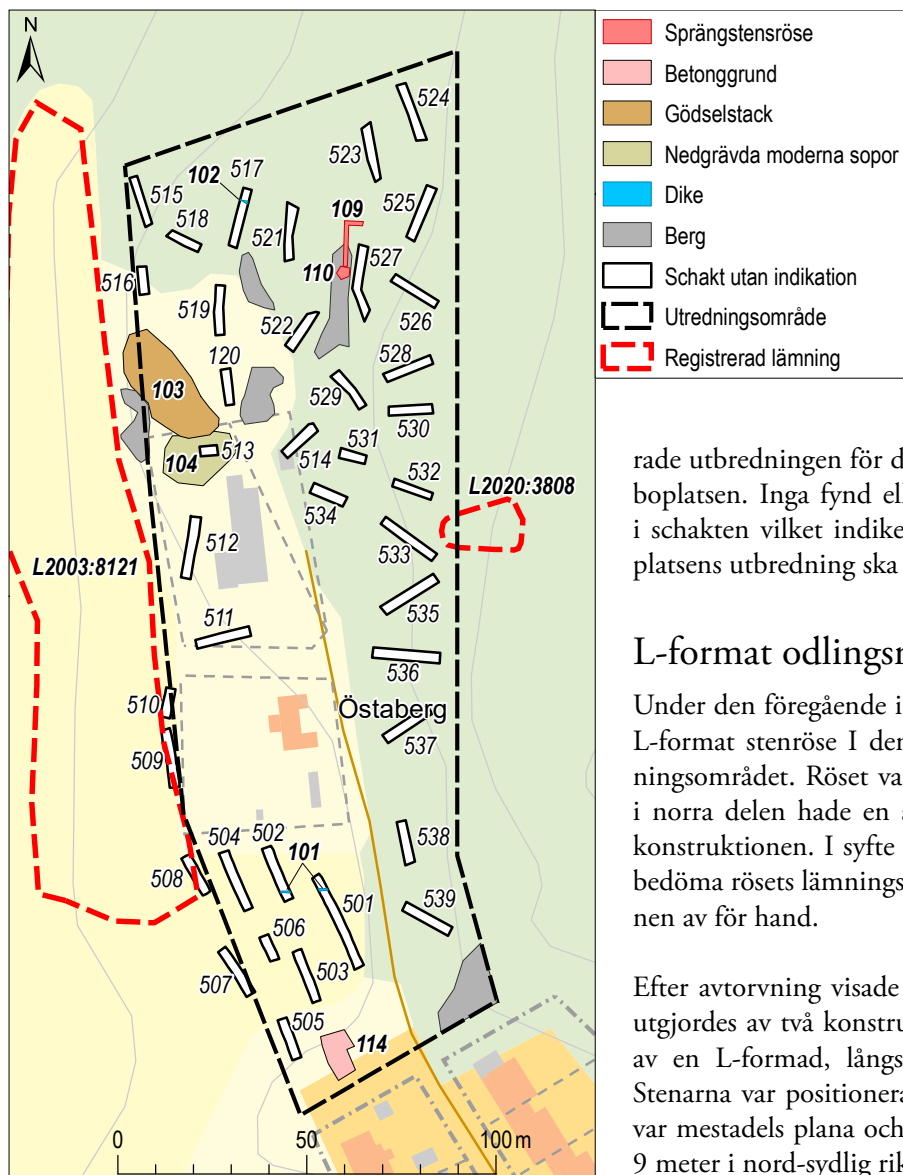 N
524
523
517
102
515
525
518
109
521
527
110
516
519
526
522
528
120
529
103
530
531
513
514
104
532
L2020:3808
534
533
512
L2003:8121
535
511
536
510
Östaberg
537
509
502
504
101
538
508
501
539
506
503
507
505
114
0 50 100 m
Sprängstensröse
Betonggrund
Gödselstack
Nedgrävda moderna sopor
Dike
Berg
Schakt utan indikation
Utredningsområde
Registrerad lämning
rade utbredningen för d
boplatsen. Inga fynd ell
i schakten vilket indike
platsens utbredning ska
L-format odlingsr
Under den föregående i
L-format stenröse I den
ningsområdet. Röset va
i norra delen hade en s
konstruktionen. I syfte
bedöma rösets lämnings
nen av för hand.
Efter avtorvning visade
utgjordes av två konstru
av en L-formad, långs
Stenarna var positionera
var mestadels plana och
9 meter i nord-sydlig rik